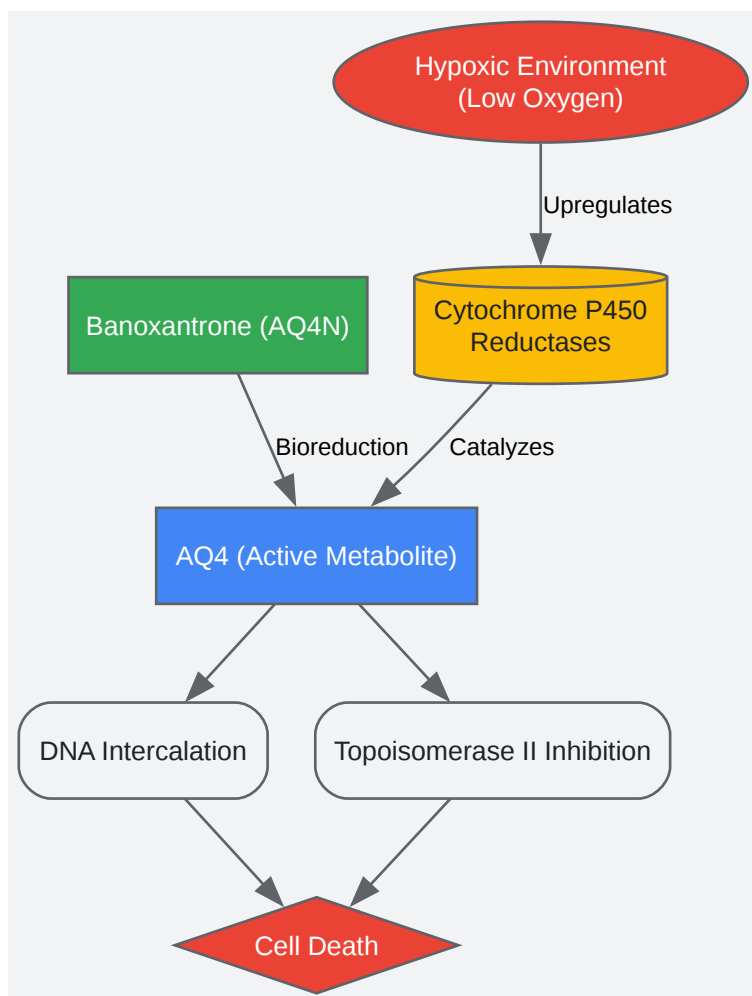 Hypoxic Environment
(Low Oxygen)
Upregulates
Banoxantrone (AQ4N)
Cytochrome P450
Reductases
Bioreduction
Catalyzes
AQ4 (Active Metabolite)
DNA Intercalation
Topoisomerase II Inhibition
Cell Death